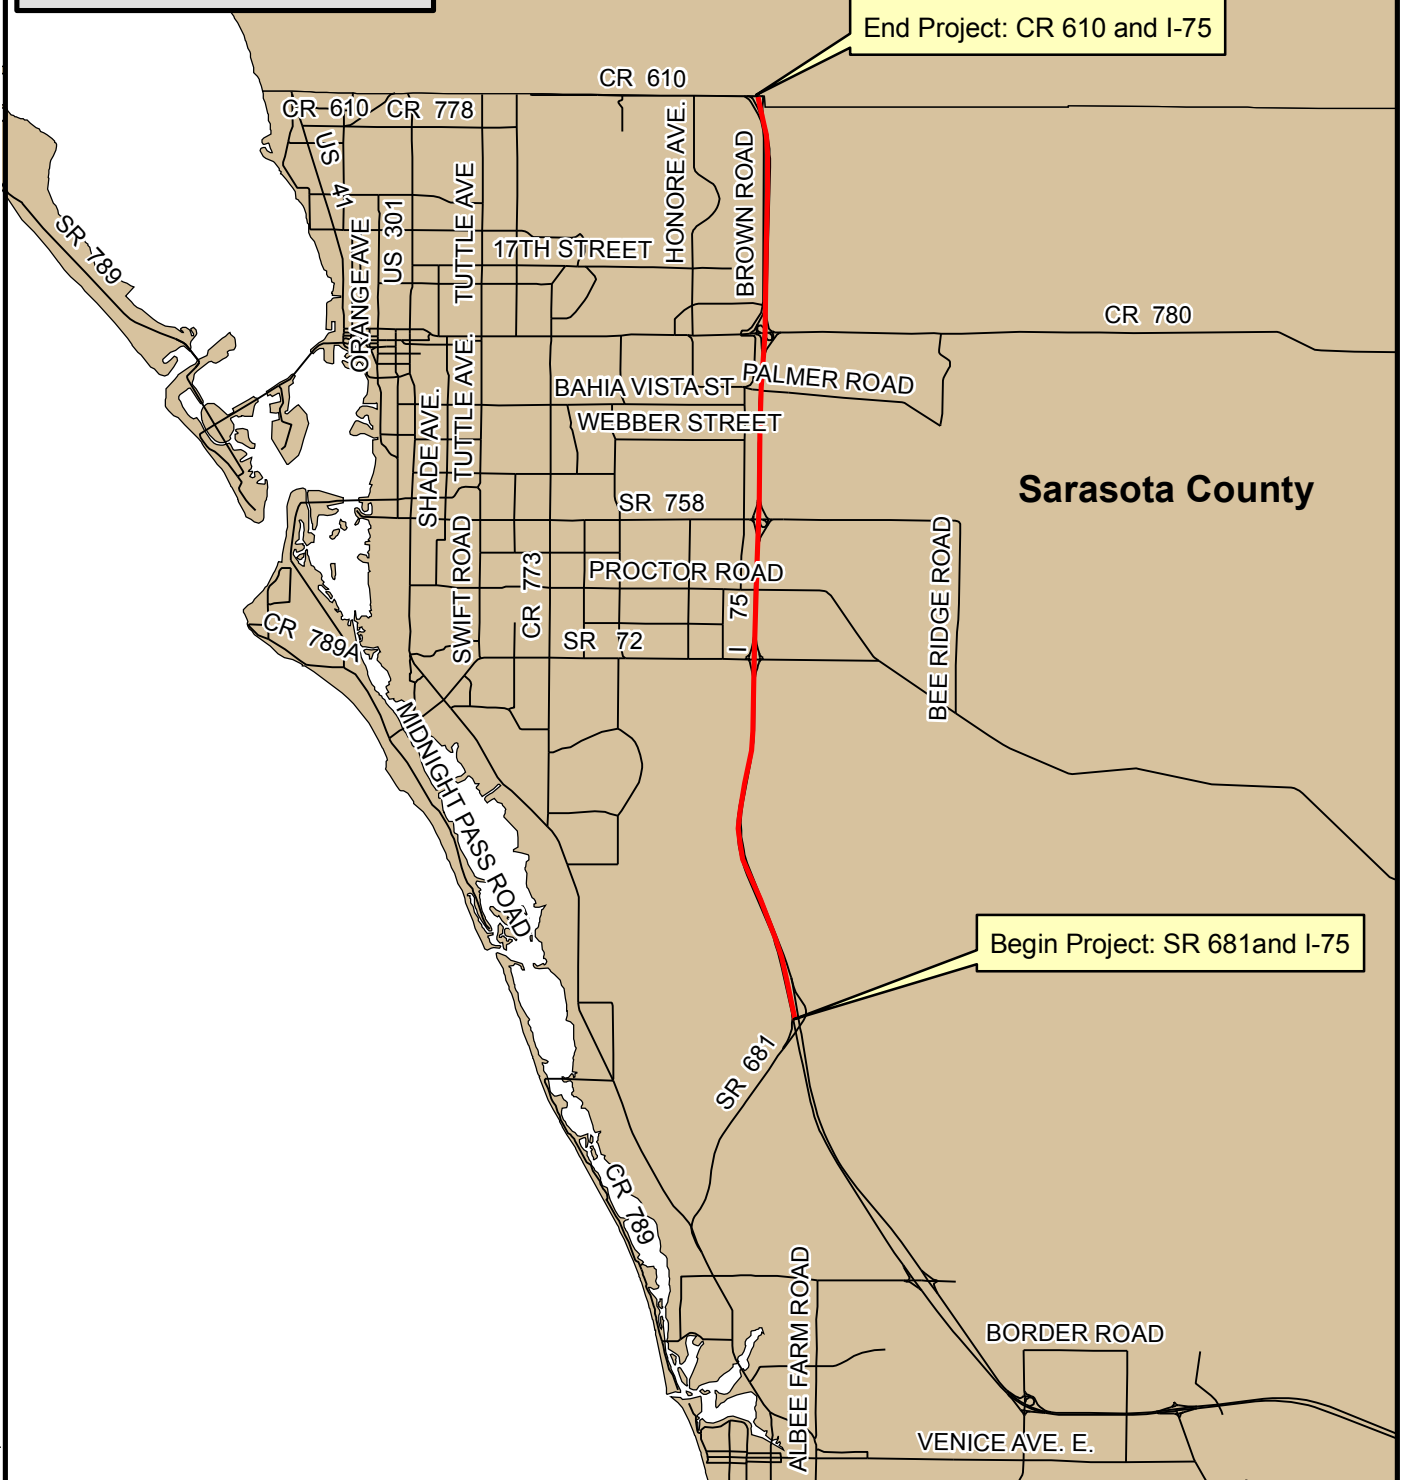 End Project: CR 610 and I-75
CR 610
CR 610
CR 778
US 41
HONORE AVE.
BROWN ROAD
TUTTLE AVE
US 301
ORANGE AVE
SR 789
17TH STREET
CR 780
TUTTLE AVE.
BAHIA VISTA ST
PALMER ROAD
SHADE AVE.
WEBBER STREET
Sarasota County
SR 758
SWIFT ROAD
CR 773
PROCTOR ROAD
I 75
BEE RIDGE ROAD
CR 789A
SR 72
MIDNIGHT PASS ROAD
Begin Project: SR 681and I-75
SR 681
CR 789
ALBEE FARM ROAD
BORDER ROAD
VENICE AVE. E.